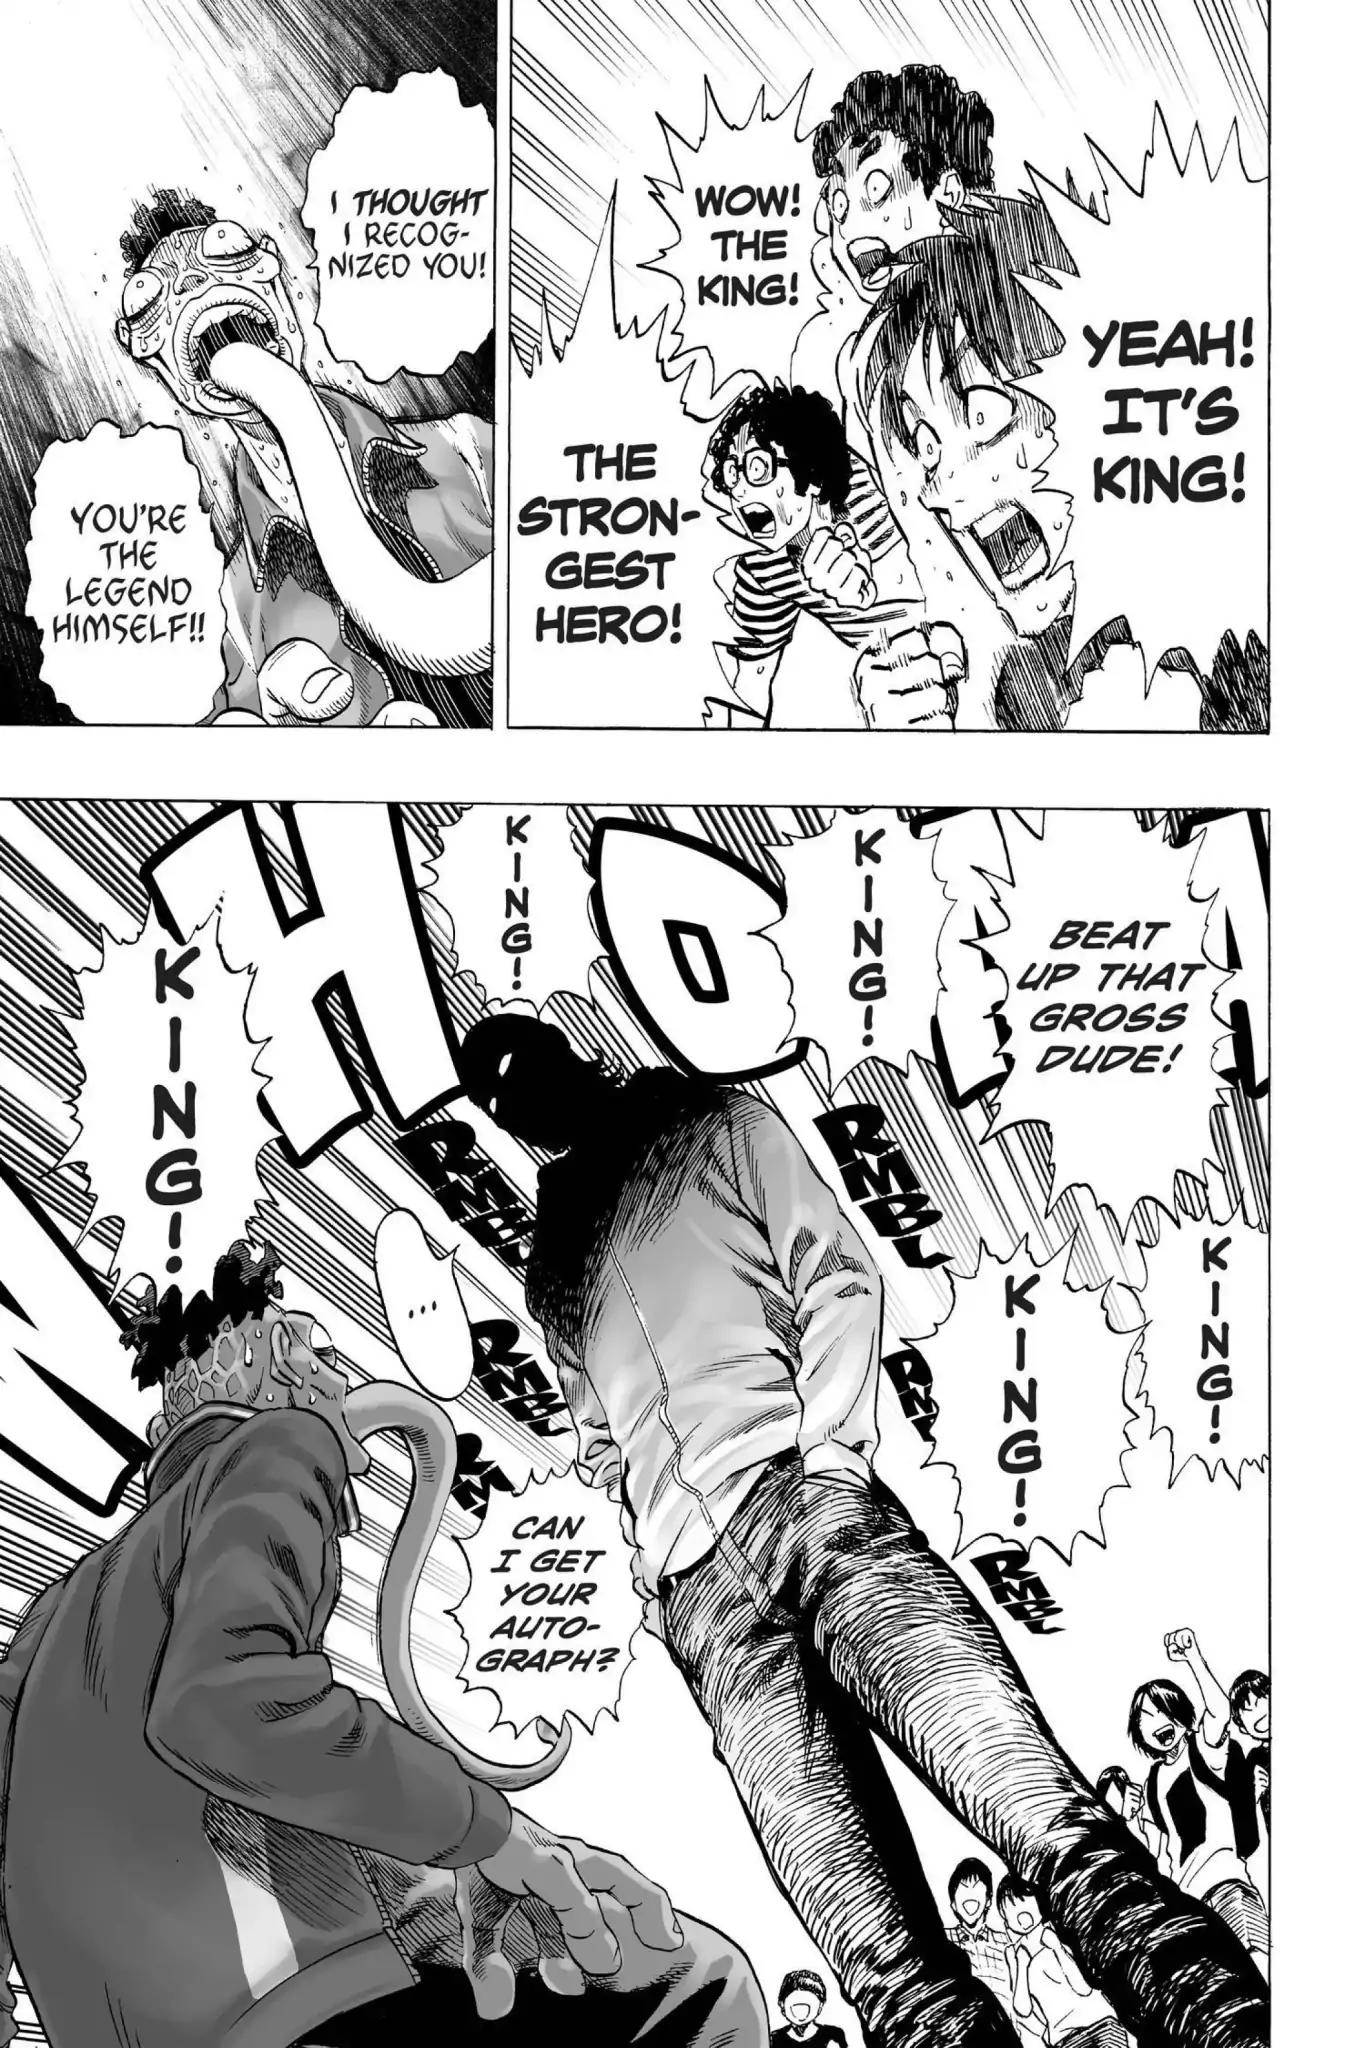 YEAH!
IT'S
KING!
WOW!
THE
KING!
THE
STRON-
GEST
HERO!
I THOUGHT
I RECOG-
NIZED YOU!
YOU'RE
THE
LEGEND
HIMSELF!!
BEAT
UP THAT
GROSS
DUDE!
KING!
KING!
KING!
KING!
KING!
KING!
RMBL
RMBL
RMBL
RMBL
...
CAN
I GET
YOUR
AUTO-
GRAPH?